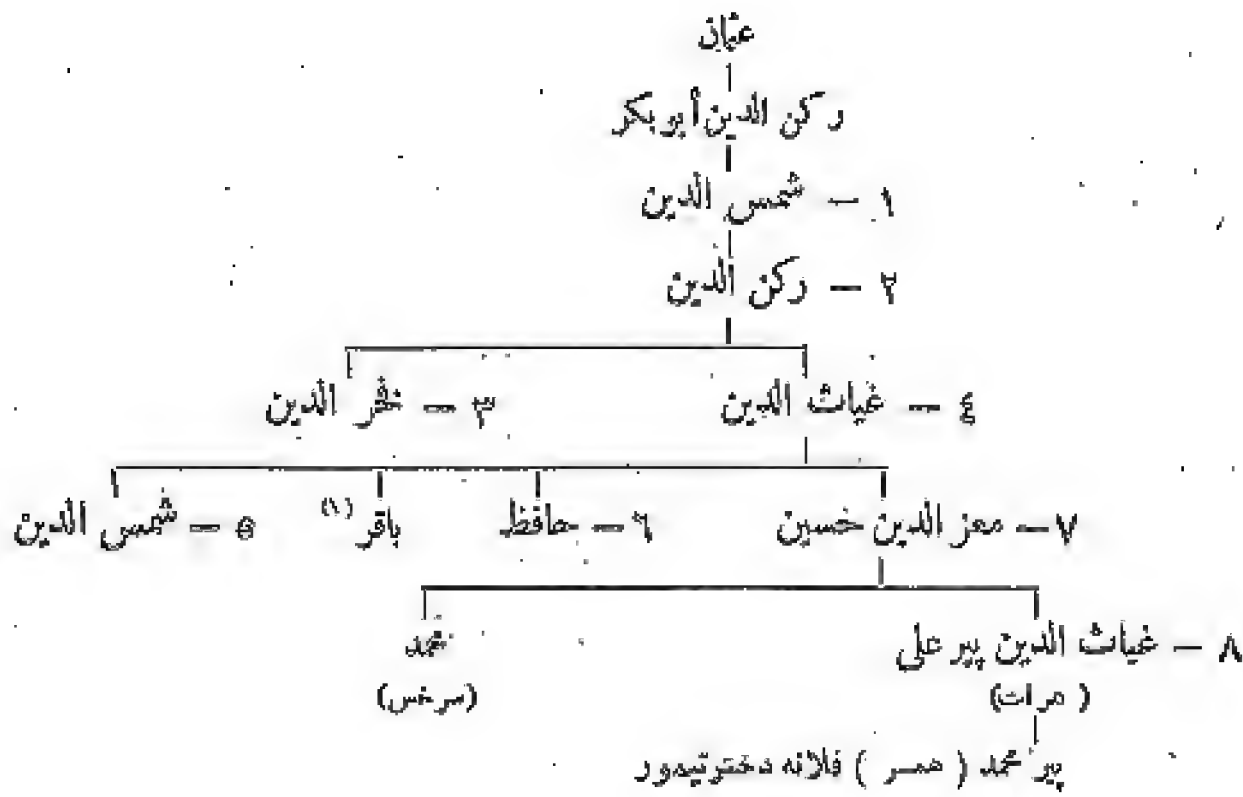 عثمان
ركن الدين أبو بكر
١ — شمس الدين
٢ — ركن الدين
٤ — غياث الدين ٣ — فخر الدين
٧ — معز الدين حسين ٦ — حافظ باقر (١) ٥ — شمس الدين
٨ — غياث الدين پير على محمد
(هرات) (سرخس)
پير محمد (همسر) فلانه دختر تيمور